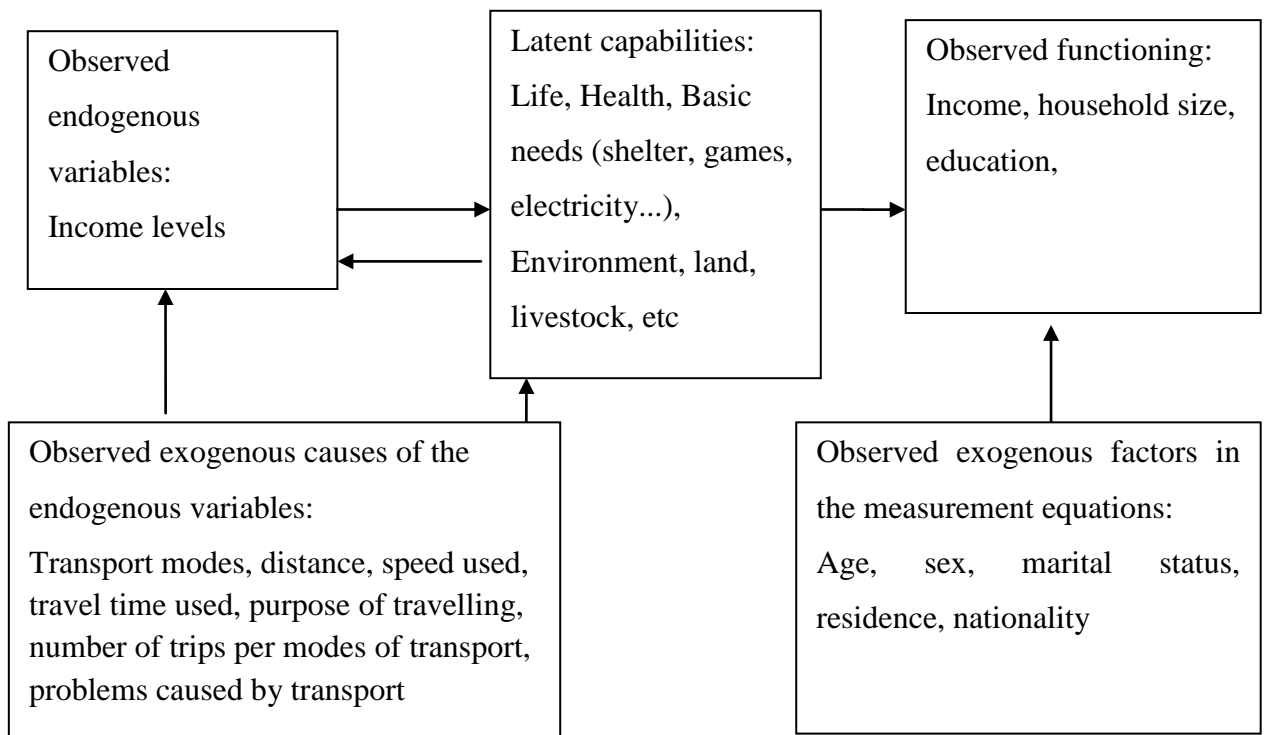 Observed
endogenous
variables:
Income levels
Latent capabilities:
Life, Health, Basic
needs (shelter, games,
electricity...),
Environment, land,
livestock, etc
Observed functioning:
Income, household size,
education,
Observed exogenous causes of the
endogenous variables:
Transport modes, distance, speed used,
travel time used, purpose of travelling,
number of trips per modes of transport,
problems caused by transport
Observed exogenous factors in
the measurement equations:
Age, sex, marital status,
residence, nationality